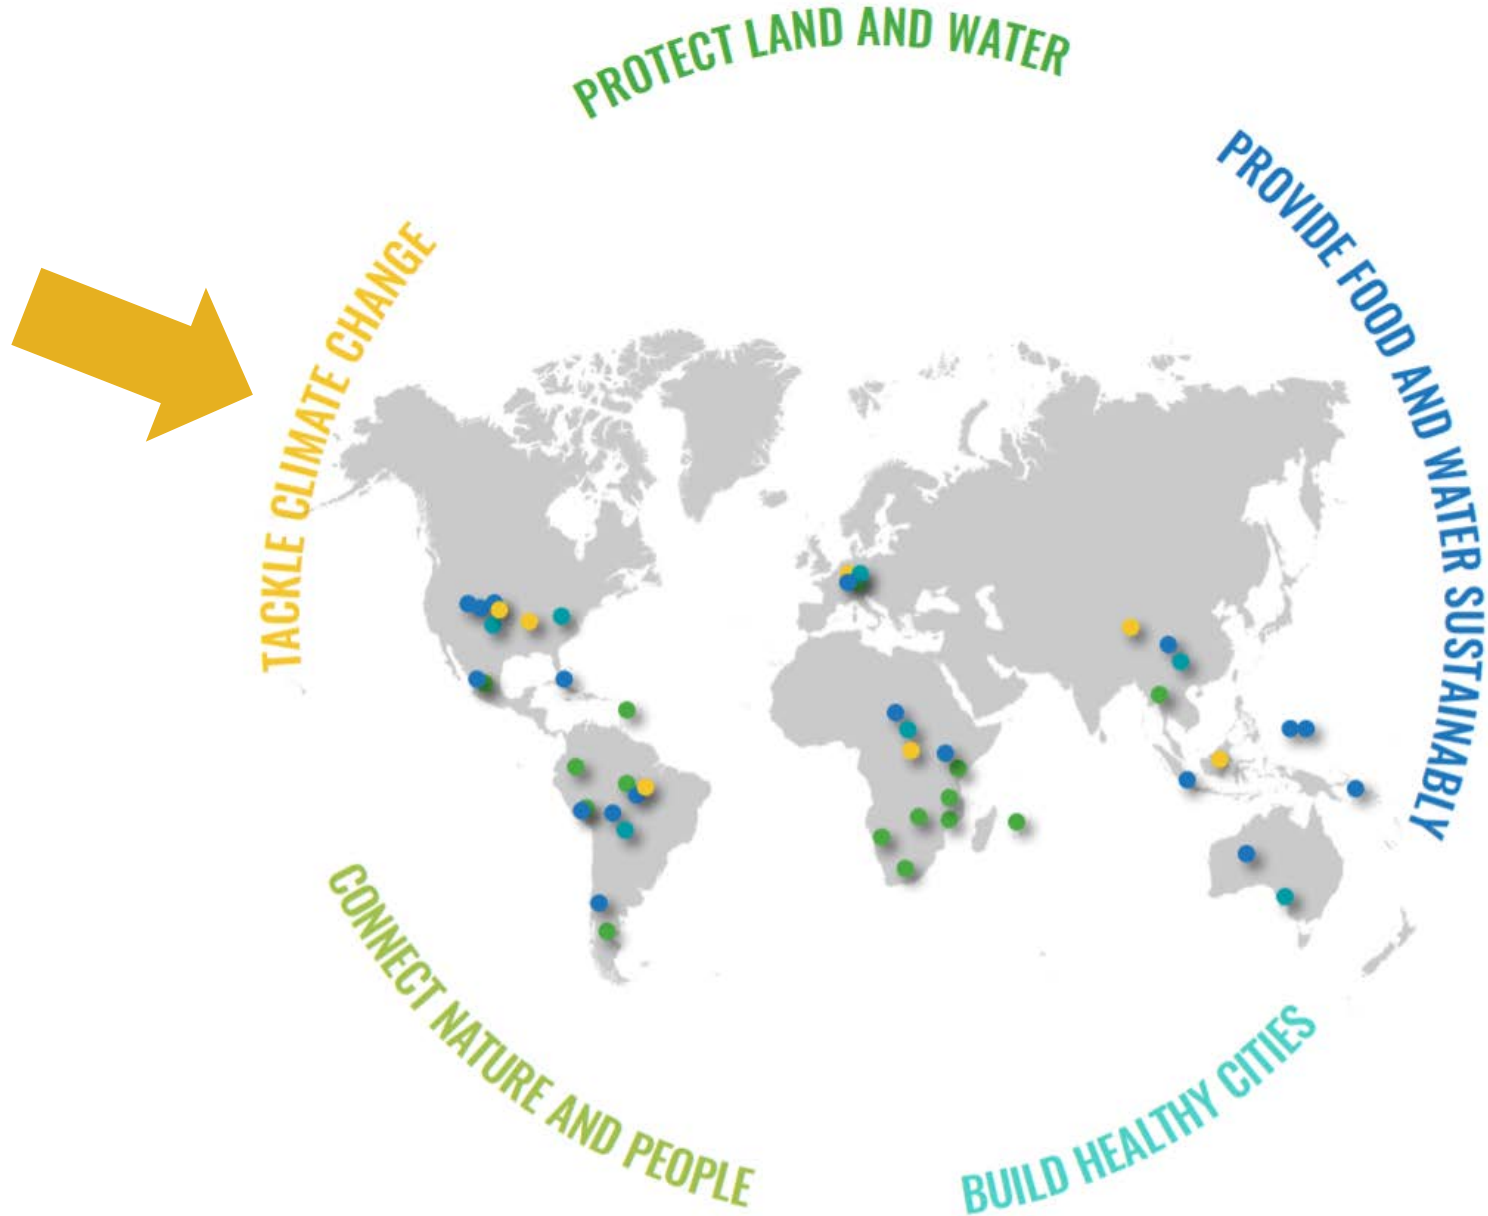 PROTECT LAND AND WATER
PROVIDE FOOD AND WATER SUSTAINABLY
TACKLE CLIMATE CHANGE
CONNECT NATURE AND PEOPLE
BUILD HEALTHY CITIES